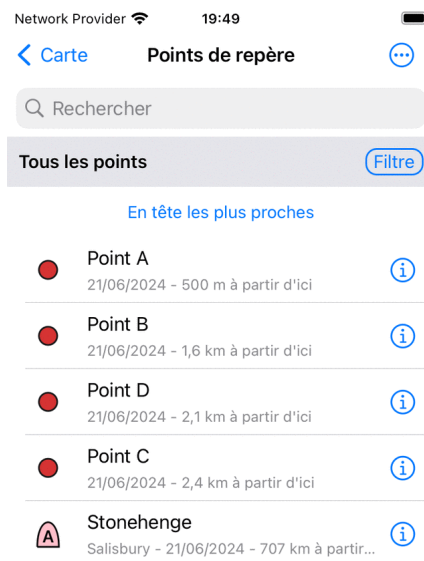 Network Provider 19:49
Carte Points de repère
Rechercher
Tous les points Filtre
En tête les plus proches
Point A
21/06/2024 - 500 m à partir d'ici
Point B
21/06/2024 - 1,6 km à partir d'ici
Point D
21/06/2024 - 2,1 km à partir d'ici
Point C
21/06/2024 - 2,4 km à partir d'ici
A Stonehenge
Salisbury - 21/06/2024 - 707 km à partir...